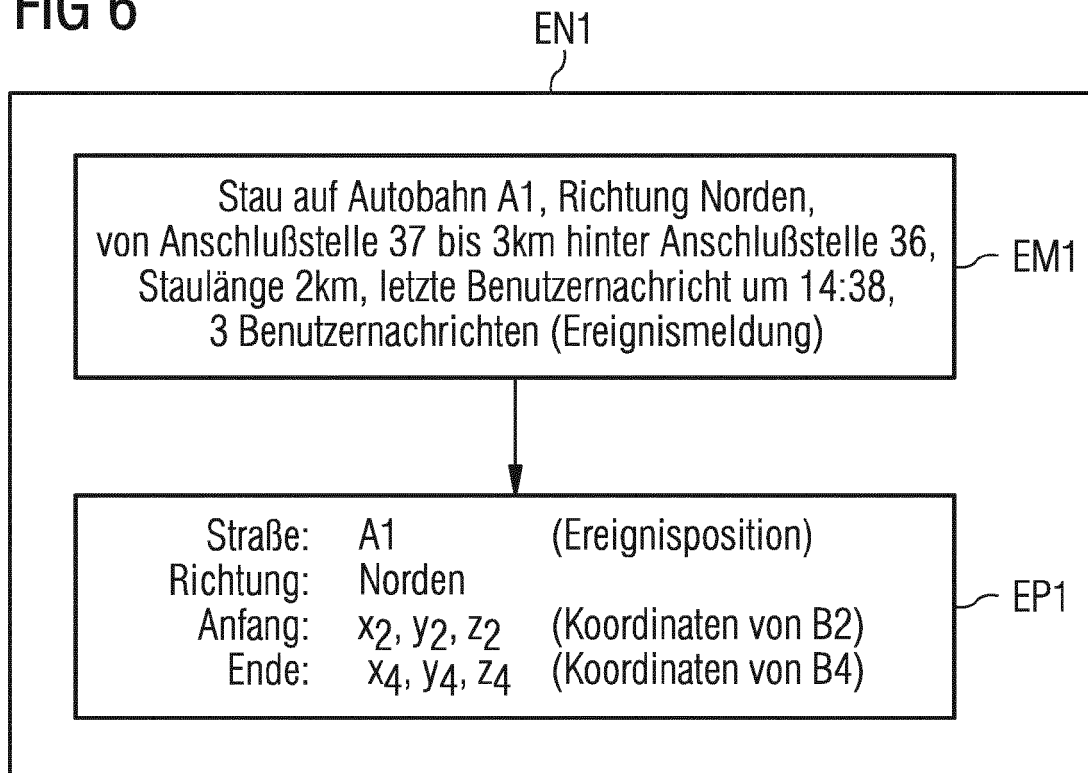 FIG 6
EN1
Stau auf Autobahn A1, Richtung Norden,
von Anschlußstelle 37 bis 3km hinter Anschlußstelle 36,
Staulänge 2km, letzte Benutzernachricht um 14:38,
3 Benutzernachrichten (Ereignismeldung)
EM1
Straße: A1 (Ereignisposition)
Richtung: Norden
Anfang: x₂, y₂, z₂ (Koordinaten von B2)
Ende: x₄, y₄, z₄ (Koordinaten von B4)
EP1